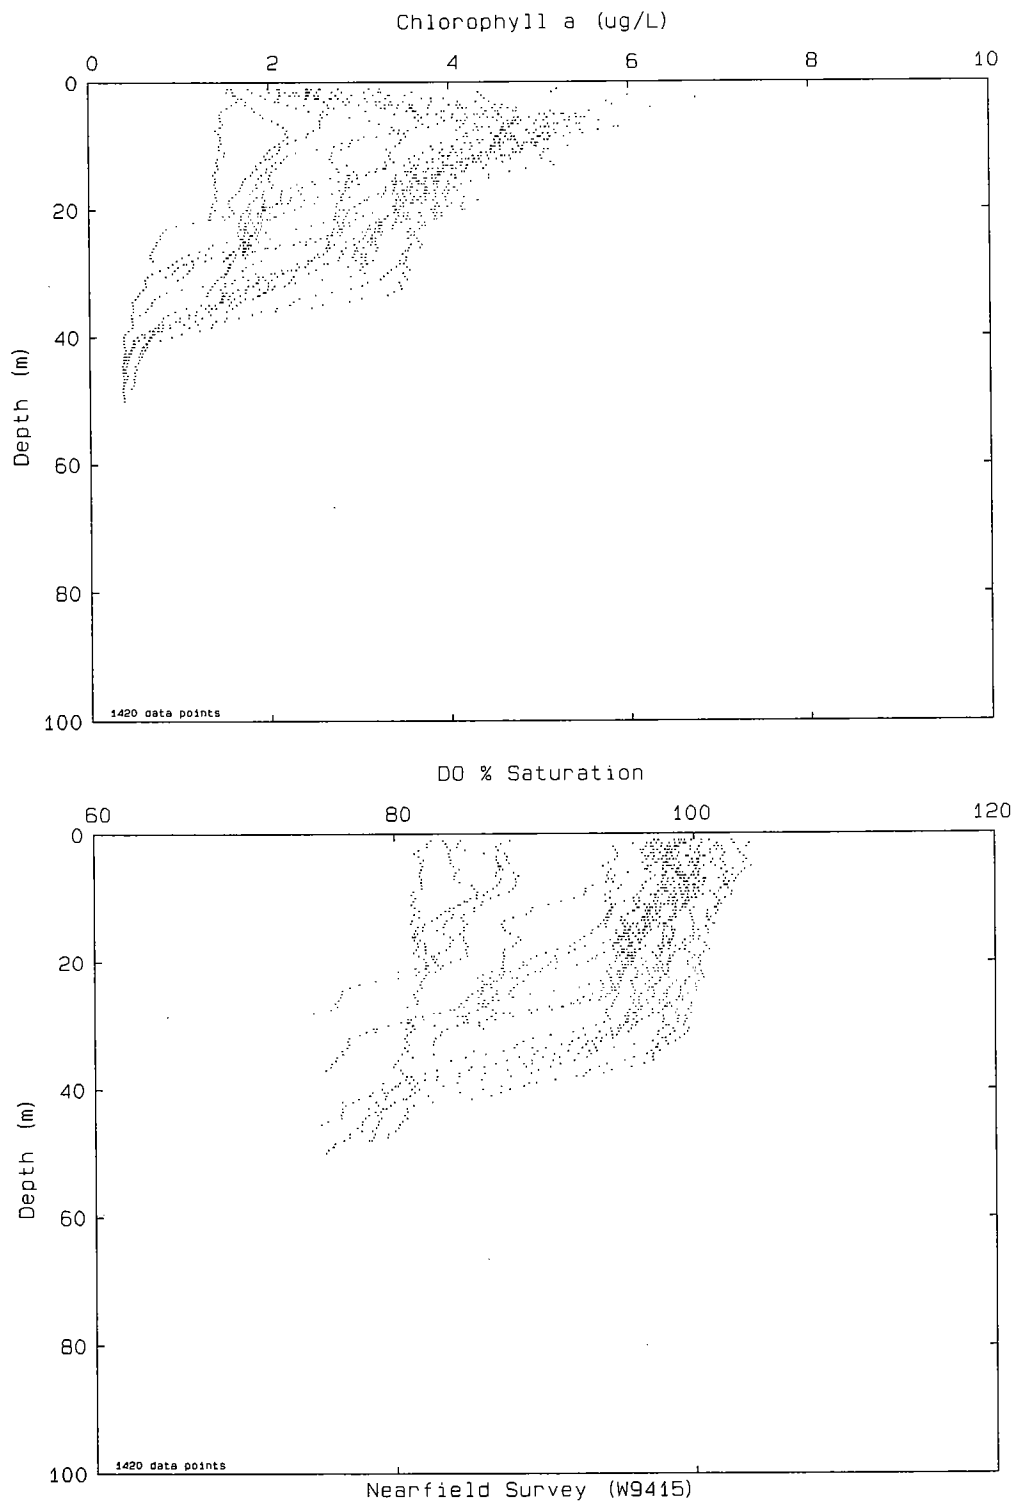 Chlorophyll a (ug/L)
0 2 4 6 8 10
0
20
40
60
80
100
Depth (m)
1420 data points
DO % Saturation
60 80 100 120
0
20
40
60
80
100
Depth (m)
1420 data points
Nearfield Survey (W9415)